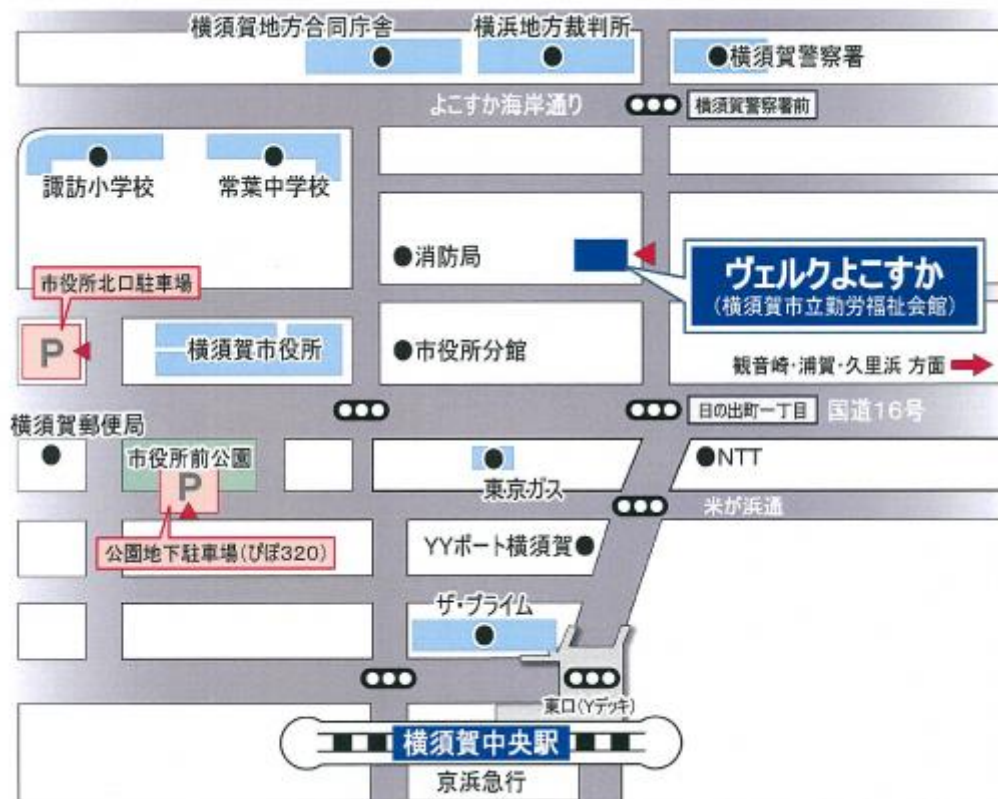 横須賀地方合同庁舎
横浜地方裁判所
横須賀警察署
よこすか海岸通り
横須賀警察署前
諏訪小学校
常葉中学校
消防局
ヴェルクよこすか
(横須賀市立勤労福祉会館)
市役所北口駐車場
P
横須賀市役所
市役所分館
観音崎・浦賀・久里浜 方面
日の出町一丁目
国道16号
横須賀郵便局
市役所前公園
P
東京ガス
NTT
米が浜通
公園地下駐車場(ぴぽ320)
YYポート横須賀
ザ・プライム
東口(Yデッキ)
横須賀中央駅
京浜急行